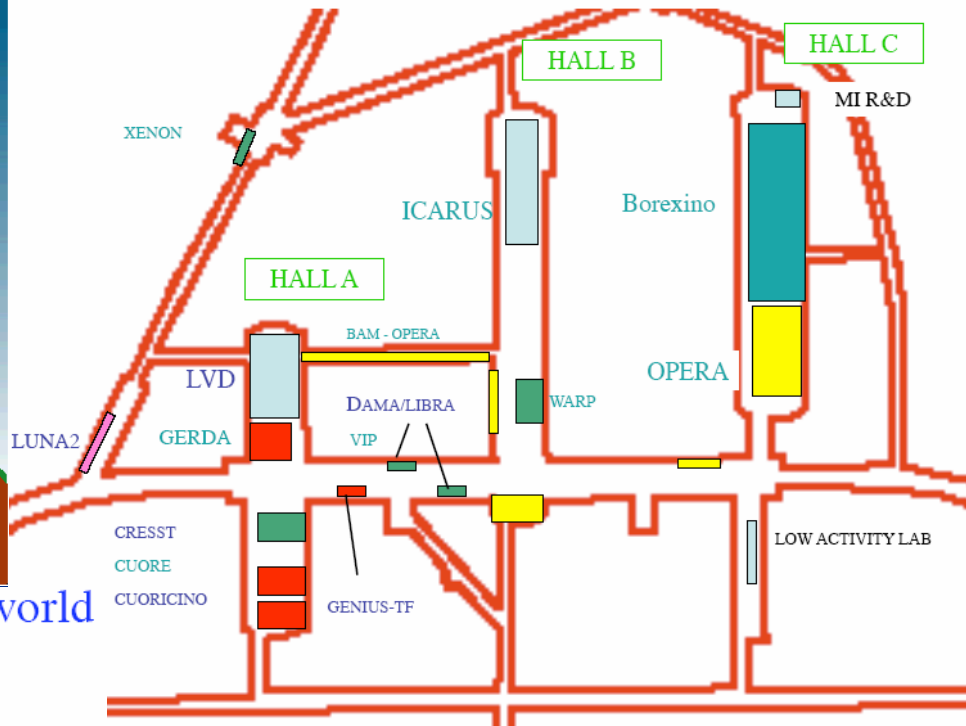 HALL B
HALL C
MI R&D
XENON
ICARUS
Borexino
HALL A
BAM - OPERA
LVD
OPERA
DAMA/LIBRA
WARP
LUNA2
GERDA
VIP
CRESST
LOW ACTIVITY LAB
CUORE
CUORICINO
GENIUS-TF
world